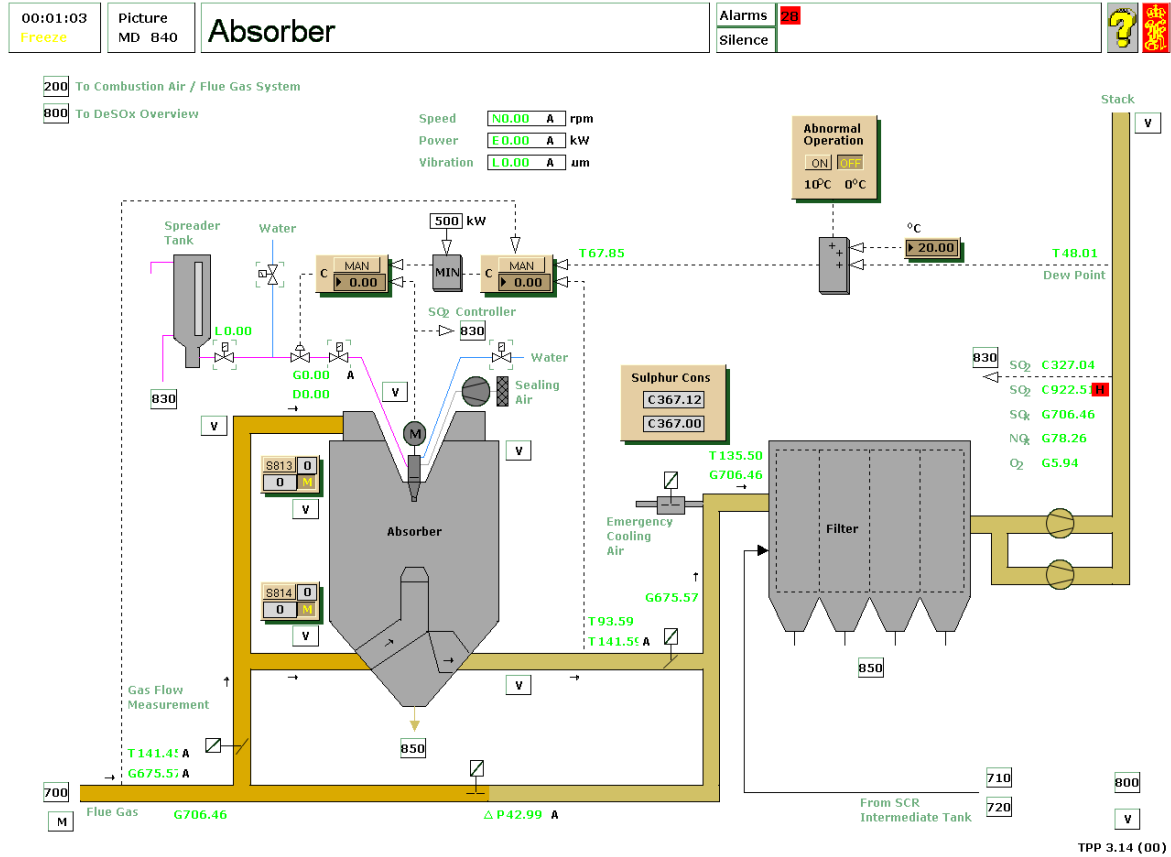 00:01:03
Freeze
Picture
MD 840
Absorber
Alarms 28
Silence
?
200 To Combustion Air / Flue Gas System
800 To DeSOx Overview
Speed N0.00 A rpm
Power E0.00 A kW
Vibration L0.00 A µm
Abnormal
Operation
ON OFF
10°C 0°C
Stack
V
Spreader
Tank
Water
500 kW
C MAN
0.00
MIN
C MAN
0.00
T67.85
°C
20.00
T48.01
Dew Point
SO2 Controller
830
L0.00
G0.00 A
D0.00
830
V
Water
Sealing
Air
Sulphur Cons
C367.12
C367.00
830
SO2 C327.04
SO2 C922.51 H
SOx G706.46
NOx G78.26
O2 G5.94
V
M
V
S813 0
0 M
V
Absorber
T135.50
G706.46
Emergency
Cooling
Air
Filter
S814 0
0 M
V
G675.57
T93.59
T141.59 A
850
V
Gas Flow
Measurement
T141.45 A
G675.57 A
850
700
M
Flue Gas
G706.46
△ P42.99 A
From SCR
Intermediate Tank
710
720
800
V
TPP 3.14 (00)